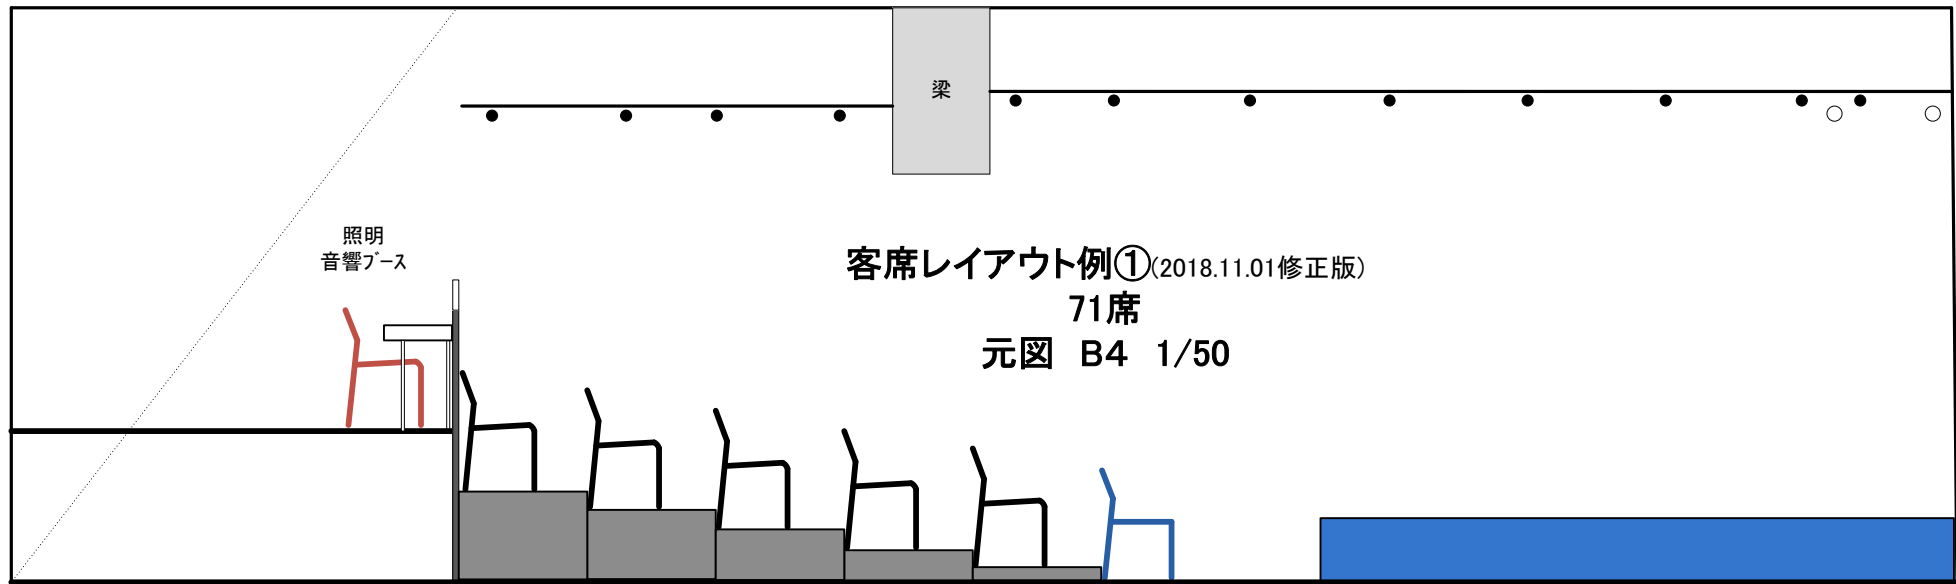 梁
照明
音響ﾌﾞｰｽ
客席レイアウト例①(2018.11.01修正版)
71席
元図　B4　1/50